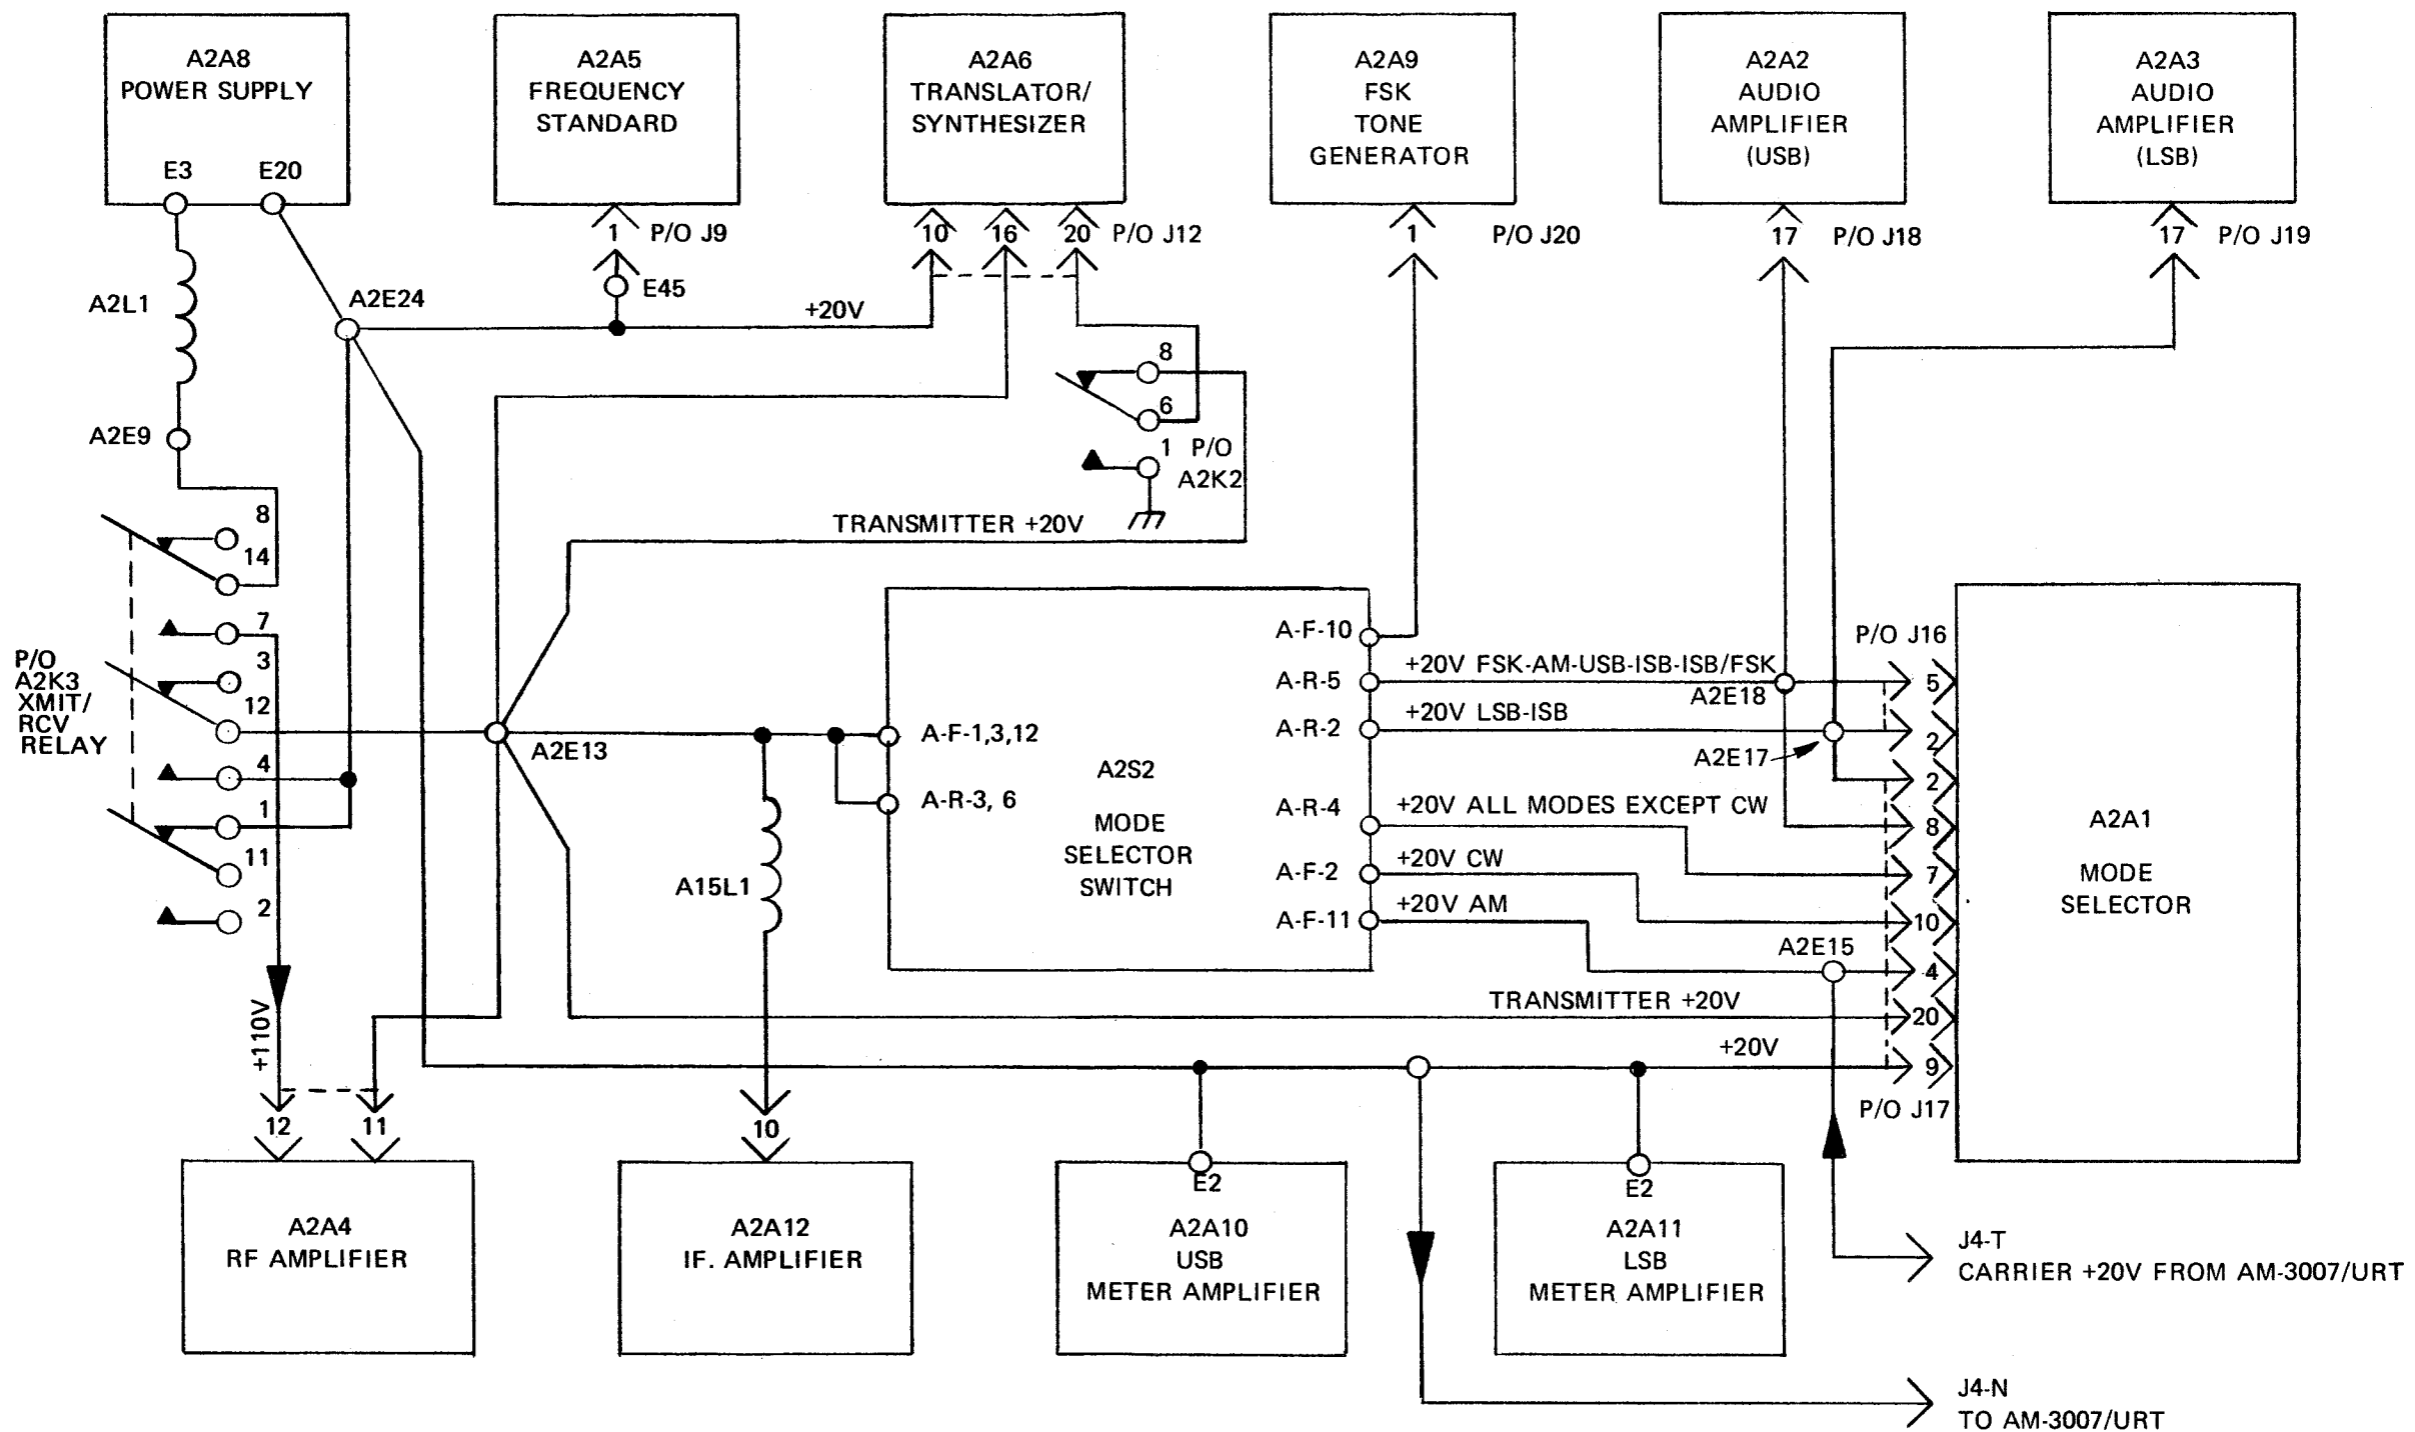 A2A8
POWER SUPPLY
E3
E20
A2A5
FREQUENCY
STANDARD
1
P/O J9
E45
A2A6
TRANSLATOR/
SYNTHESIZER
10
16
20
P/O J12
A2A9
FSK
TONE
GENERATOR
1
P/O J20
A2A2
AUDIO
AMPLIFIER
(USB)
17
P/O J18
A2A3
AUDIO
AMPLIFIER
(LSB)
17
P/O J19
A2L1
A2E24
+20V
A2E9
8
6
1 P/O
A2K2
TRANSMITTER +20V
8
14
7
3
12
4
1
11
2
P/O
A2K3
XMIT/
RCV
RELAY
A2E13
A-F-1,3,12
A-R-3, 6
A2S2
MODE
SELECTOR
SWITCH
A-F-10
A-R-5
A-R-2
A-R-4
A-F-2
A-F-11
+20V FSK-AM-USB-ISB-ISB/FSK
A2E18
+20V LSB-ISB
A2E17
+20V ALL MODES EXCEPT CW
+20V CW
+20V AM
A2E15
TRANSMITTER +20V
+20V
P/O J16
5
2
2
8
7
10
4
20
9
P/O J17
A2A1
MODE
SELECTOR
A15L1
+110V
12
11
10
A2A4
RF AMPLIFIER
A2A12
IF. AMPLIFIER
E2
A2A10
USB
METER AMPLIFIER
E2
A2A11
LSB
METER AMPLIFIER
J4-T
CARRIER +20V FROM AM-3007/URT
J4-N
TO AM-3007/URT